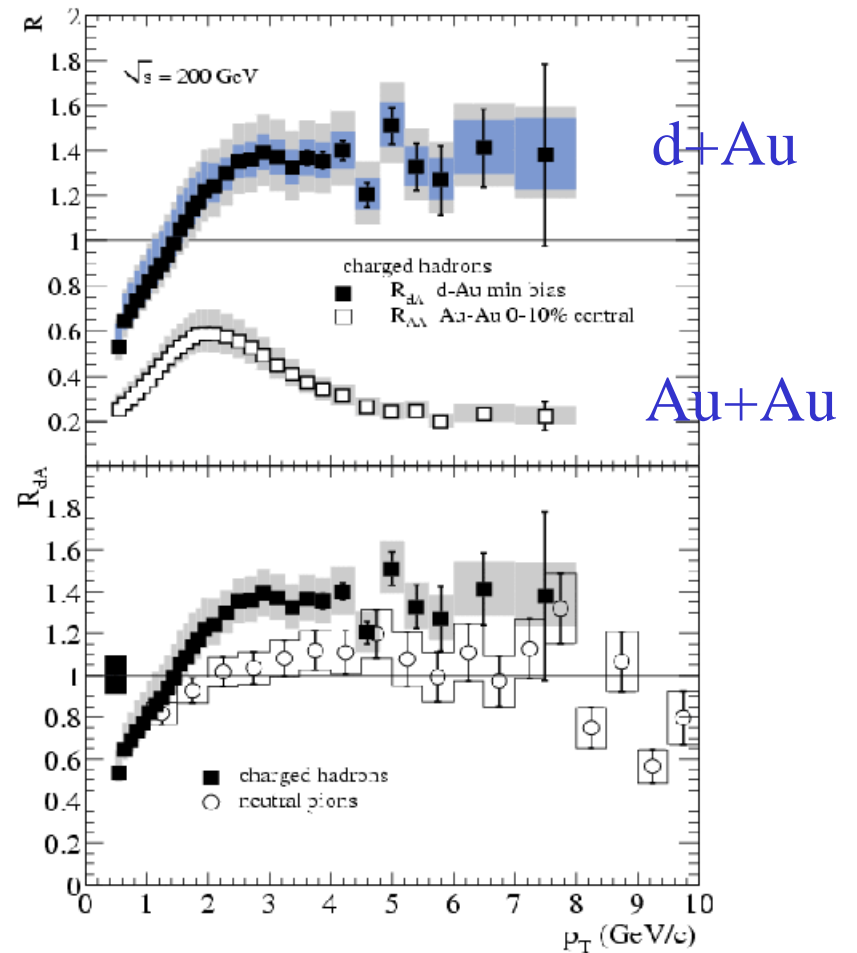 R
2
1.8
1.6
1.4
1.2
1
0.8
0.6
0.4
0.2
√s = 200 GeV
d+Au
charged hadrons
R_dA d-Au min bias
R_AA Au-Au 0-10% central
Au+Au
R_dA
1.8
1.6
1.4
1.2
1
0.8
0.6
0.4
0.2
0
charged hadrons
neutral pions
0 1 2 3 4 5 6 7 8 9 10
p_T (GeV/c)